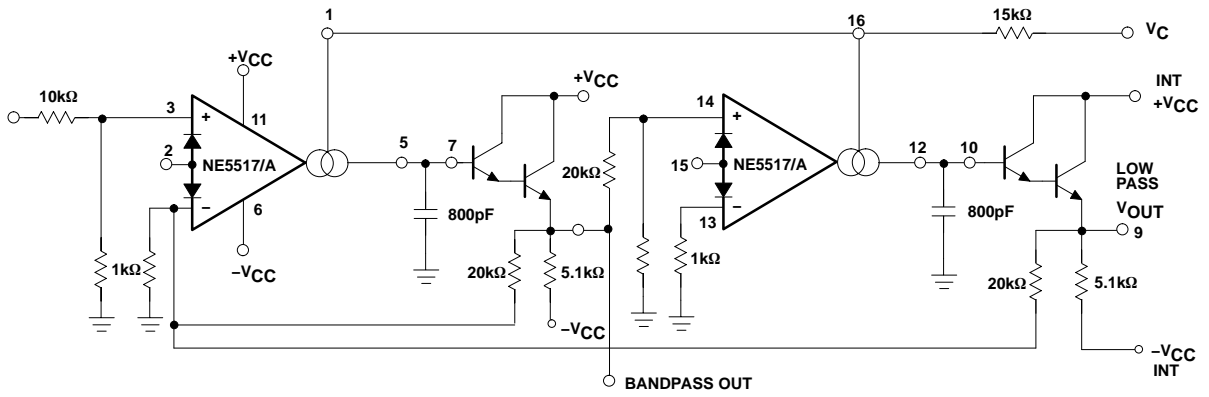 1
16
15kΩ
VC
+VCC
10kΩ
3
+
11
2
NE5517/A
−
6
−VCC
1kΩ
5
7
+VCC
800pF
20kΩ
5.1kΩ
−VCC
20kΩ
BANDPASS OUT
14
+
15
NE5517/A
−
13
1kΩ
12
10
800pF
INT
+VCC
LOW
PASS
VOUT
9
20kΩ
5.1kΩ
−VCC
INT